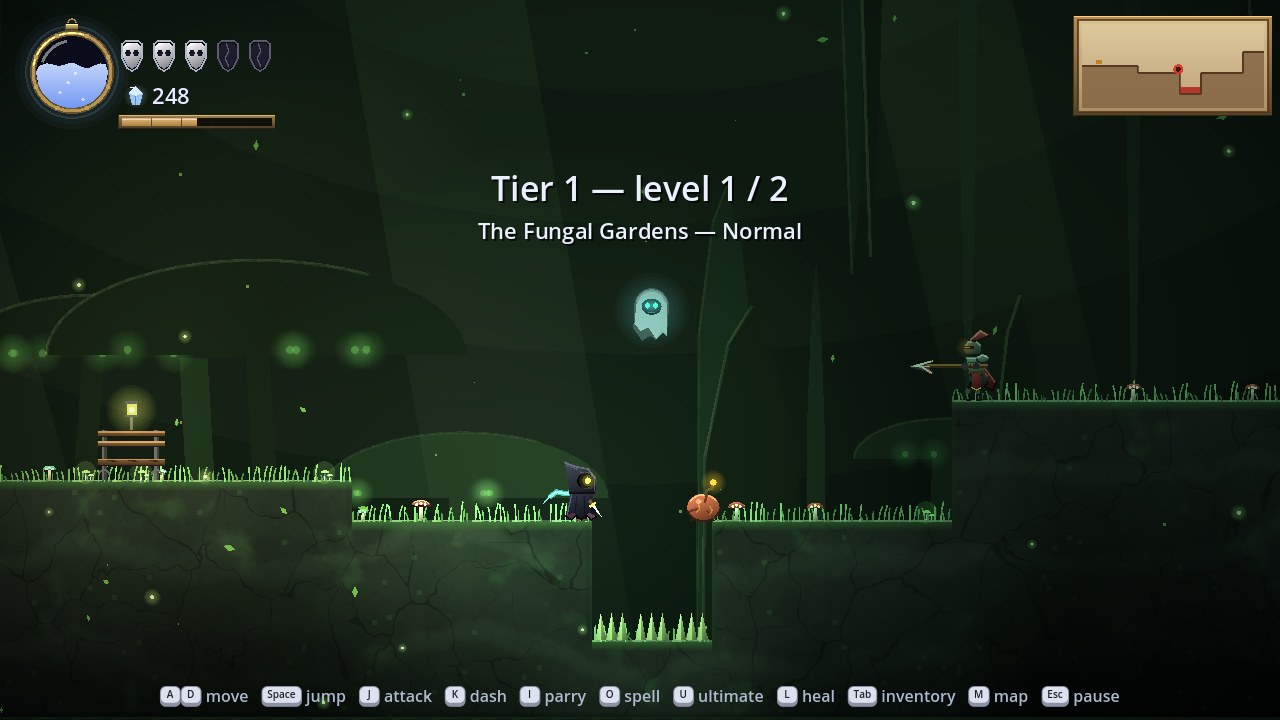 248
Tier 1 — level 1 / 2
The Fungal Gardens — Normal
A D move Space jump J attack K dash I parry O spell U ultimate L heal Tab inventory M map Esc pause